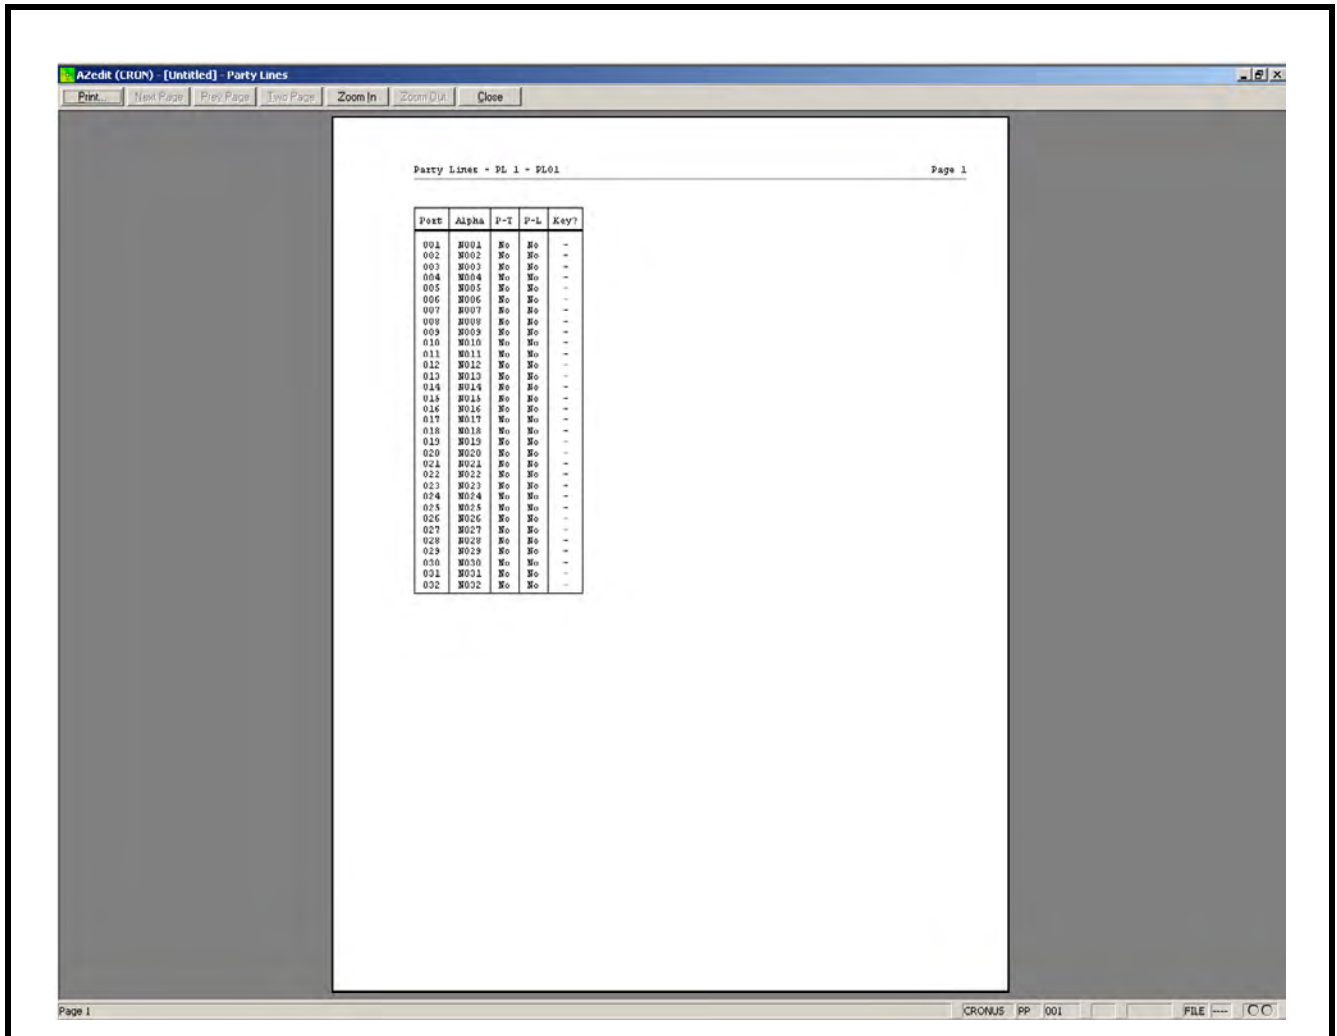 AZedit (CRON) - [Untitled] - Party Lines
Print... Next Page Prev Page Two Page Zoom In Zoom Out Close
Party Lines - PL 1 - PL01 Page 1
Port Alpha P-T P-L Key?
001 N001 No No -
002 N002 No No -
003 N003 No No -
004 N004 No No -
005 N005 No No -
006 N006 No No -
007 N007 No No -
008 N008 No No -
009 N009 No No -
010 N010 No No -
011 N011 No No -
012 N012 No No -
013 N013 No No -
014 N014 No No -
015 N015 No No -
016 N016 No No -
017 N017 No No -
018 N018 No No -
019 N019 No No -
020 N020 No No -
021 N021 No No -
022 N022 No No -
023 N023 No No -
024 N024 No No -
025 N025 No No -
026 N026 No No -
027 N027 No No -
028 N028 No No -
029 N029 No No -
030 N030 No No -
031 N031 No No -
032 N032 No No -
Page 1 CRONUS PP 001 FILE ----